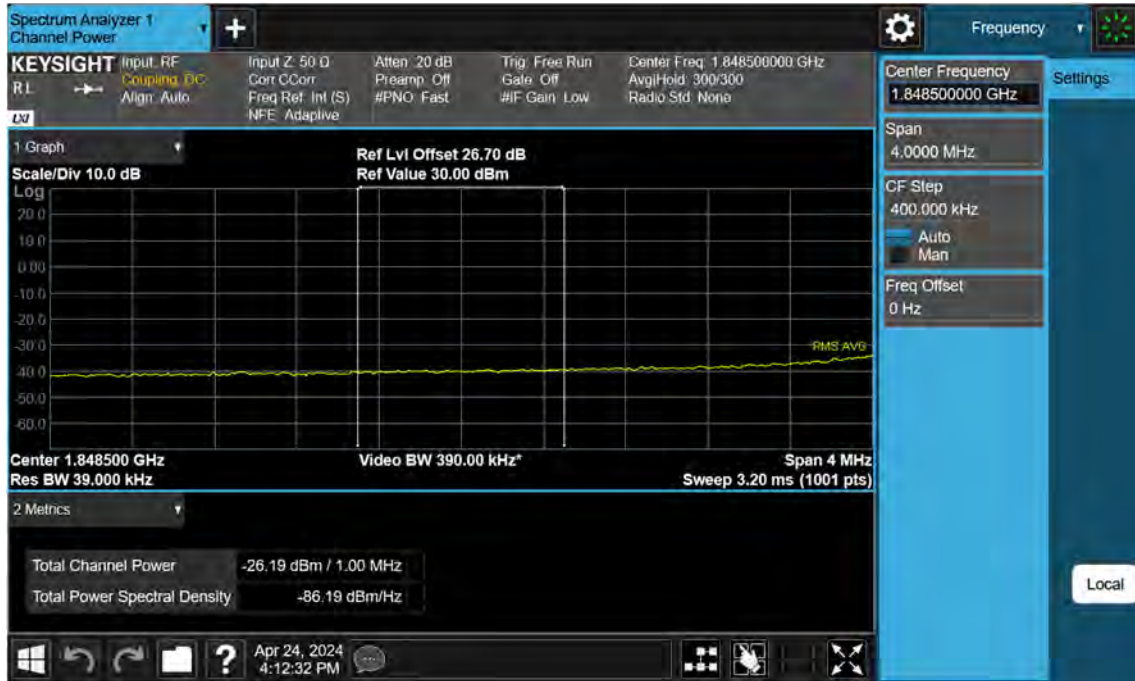 Spectrum Analyzer 1
Channel Power
+
Frequency
KEYSIGHT
RL
LXI
Input: RF
Coupling: DC
Align: Auto
Input Z: 50 Ω
Corr CCorr
Freq Ref: Int (S)
NFE: Adaptive
Atten: 20 dB
Preamp: Off
#PNO: Fast
Trig: Free Run
Gate: Off
#IF Gain: Low
Center Freq: 1.848500000 GHz
Avg|Hold: 300/300
Radio Std: None
Center Frequency
1.848500000 GHz
Settings
Span
4.0000 MHz
CF Step
400.000 kHz
Auto
Man
Freq Offset
0 Hz
Local
1 Graph
Scale/Div 10.0 dB
Ref Lvl Offset 26.70 dB
Ref Value 30.00 dBm
Log
20.0
10.0
0.00
-10.0
-20.0
-30.0
-40.0
-50.0
-60.0
RMS AVG
Center 1.848500 GHz
Video BW 390.00 kHz*
Span 4 MHz
Res BW 39.000 kHz
Sweep 3.20 ms (1001 pts)
2 Metrics
Total Channel Power -26.19 dBm / 1.00 MHz
Total Power Spectral Density -86.19 dBm/Hz
?
Apr 24, 2024
4:12:32 PM